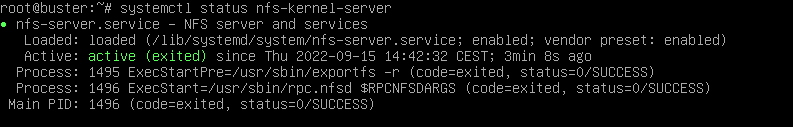 root@buster:~# systemctl status nfs-kernel-server
● nfs-server.service - NFS server and services
Loaded: loaded (/lib/systemd/system/nfs-server.service; enabled; vendor preset: enabled)
Active: active (exited) since Thu 2022-09-15 14:42:32 CEST; 3min 8s ago
Process: 1495 ExecStartPre=/usr/sbin/exportfs -r (code=exited, status=0/SUCCESS)
Process: 1496 ExecStart=/usr/sbin/rpc.nfsd $RPCNFSDARGS (code=exited, status=0/SUCCESS)
Main PID: 1496 (code=exited, status=0/SUCCESS)